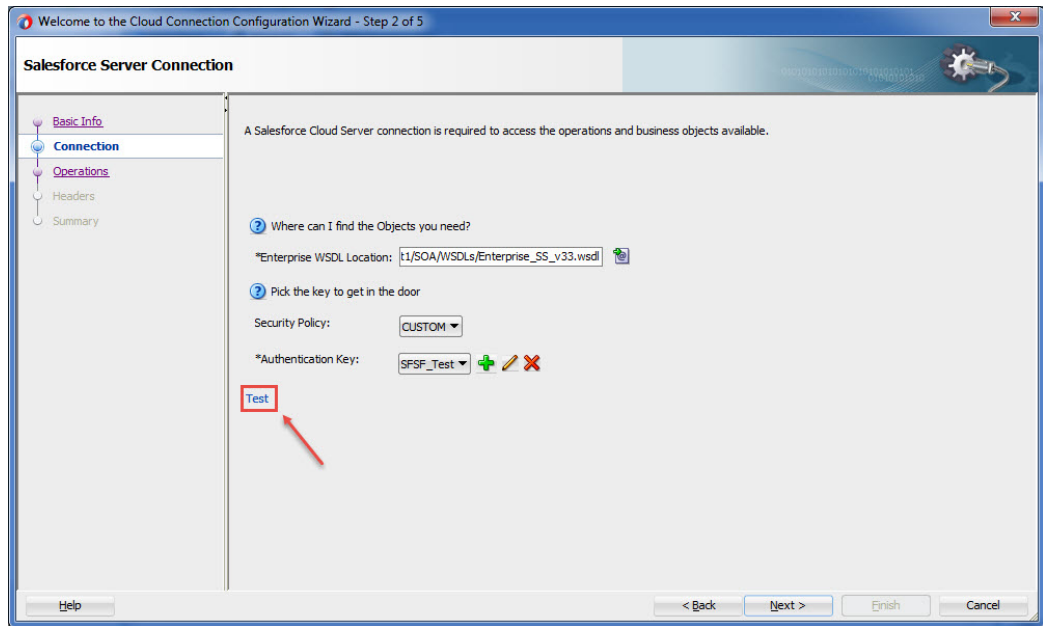 Welcome to the Cloud Connection Configuration Wizard - Step 2 of 5
Salesforce Server Connection
Basic Info
Connection
Operations
Headers
Summary
A Salesforce Cloud Server connection is required to access the operations and business objects available.
Where can I find the Objects you need?
*Enterprise WSDL Location: t1/SOA/WSDLs/Enterprise_SS_v33.wsdl
Pick the key to get in the door
Security Policy: CUSTOM
*Authentication Key: SFSF_Test
Test
Help < Back Next > Finish Cancel